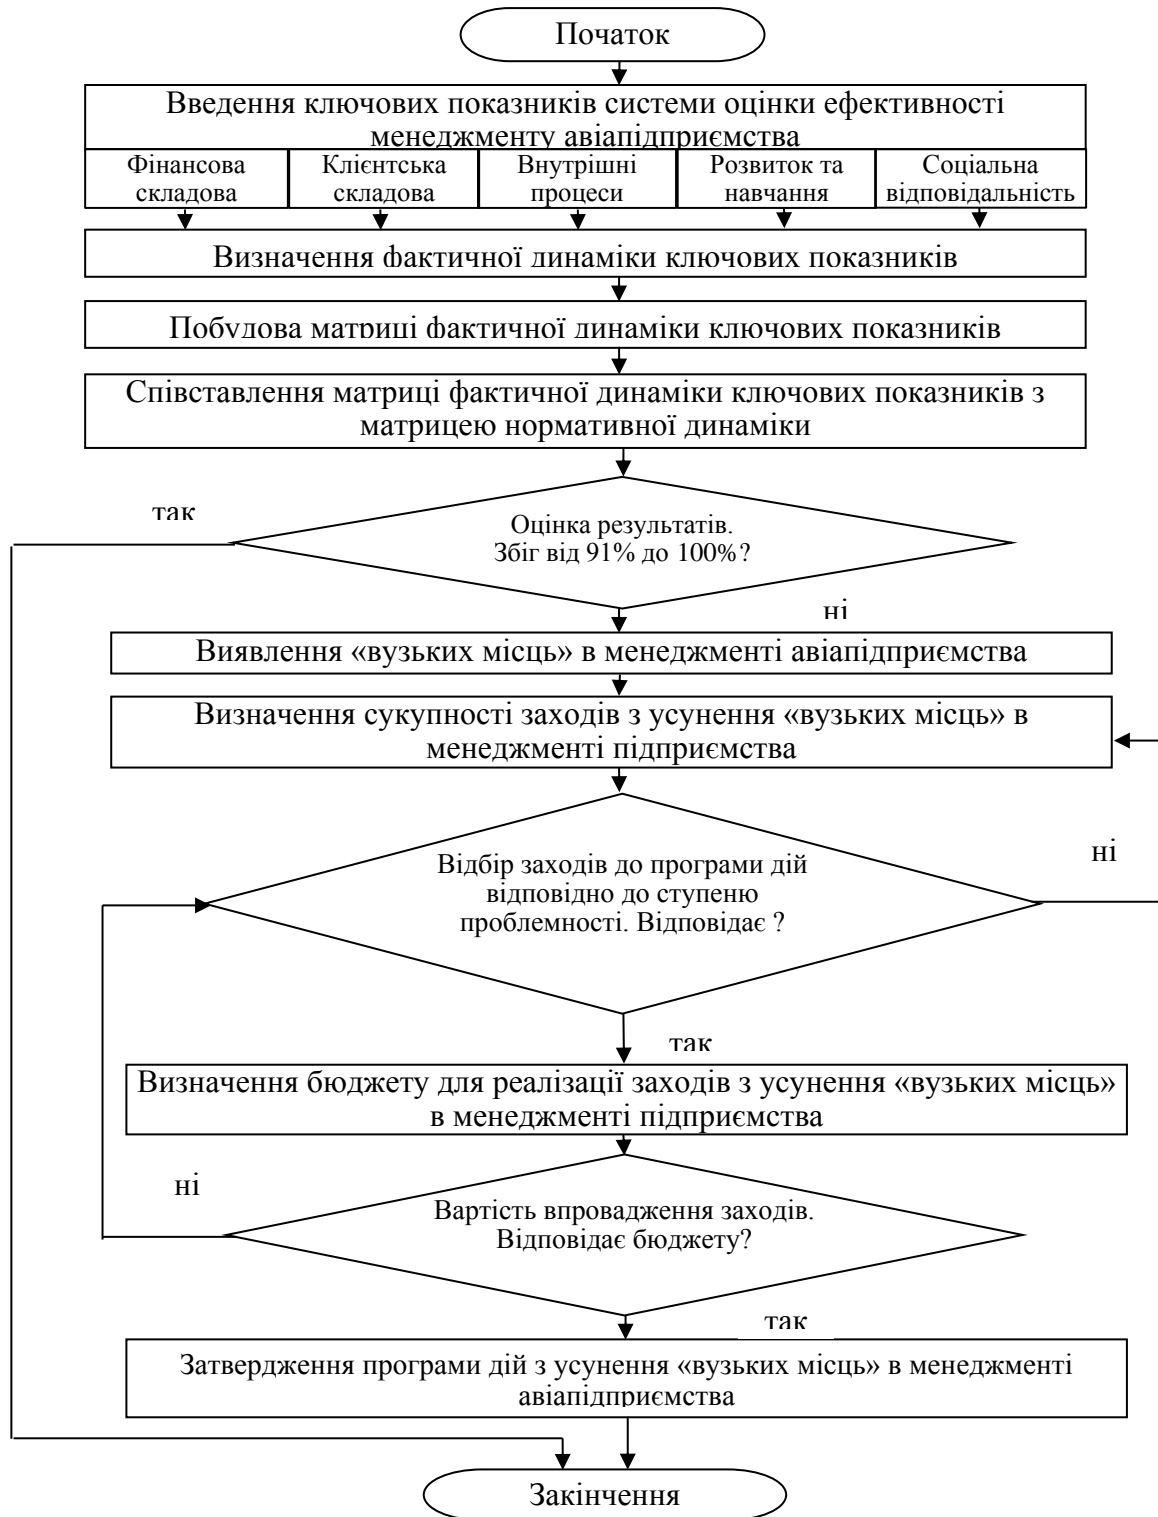 Початок
Введення ключових показників системи оцінки ефективності
менеджменту авіапідприємства
Фінансова
складова
Клієнтська
складова
Внутрішні
процеси
Розвиток та
навчання
Соціальна
відповідальність
Визначення фактичної динаміки ключових показників
Побудова матриці фактичної динаміки ключових показників
Співставлення матриці фактичної динаміки ключових показників з
матрицею нормативної динаміки
так
Оцінка результатів.
Збіг від 91% до 100%?
ні
Виявлення «вузьких місць» в менеджменті авіапідприємства
Визначення сукупності заходів з усунення «вузьких місць» в
менеджменті підприємства
Відбір заходів до програми дій
відповідно до ступеню
проблемності. Відповідає ?
ні
так
Визначення бюджету для реалізації заходів з усунення «вузьких місць»
в менеджменті підприємства
ні
Вартість впровадження заходів.
Відповідає бюджету?
так
Затвердження програми дій з усунення «вузьких місць» в менеджменті
авіапідприємства
Закінчення